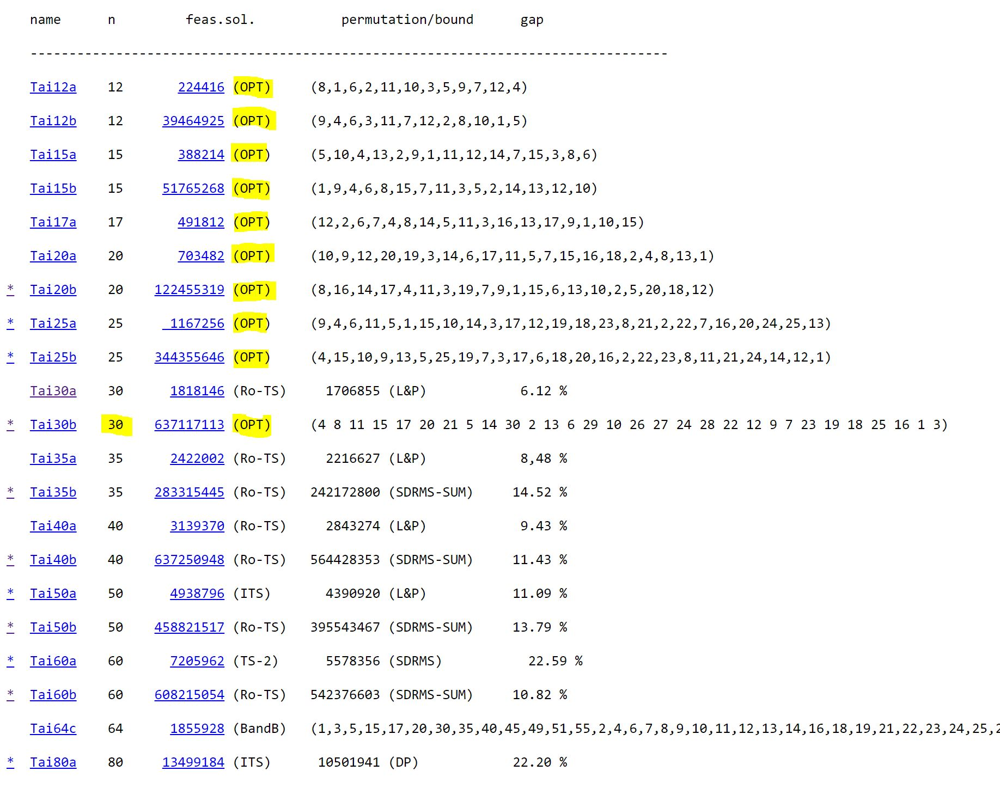 name n feas.sol. permutation/bound gap
----------------------------------------------------------------------------------
Tai12a 12 224416 (OPT) (8,1,6,2,11,10,3,5,9,7,12,4)
Tai12b 12 39464925 (OPT) (9,4,6,3,11,7,12,2,8,10,1,5)
Tai15a 15 388214 (OPT) (5,10,4,13,2,9,1,11,12,14,7,15,3,8,6)
Tai15b 15 51765268 (OPT) (1,9,4,6,8,15,7,11,3,5,2,14,13,12,10)
Tai17a 17 491812 (OPT) (12,2,6,7,4,8,14,5,11,3,16,13,17,9,1,10,15)
Tai20a 20 703482 (OPT) (10,9,12,20,19,3,14,6,17,11,5,7,15,16,18,2,4,8,13,1)
* Tai20b 20 122455319 (OPT) (8,16,14,17,4,11,3,19,7,9,1,15,6,13,10,2,5,20,18,12)
* Tai25a 25 1167256 (OPT) (9,4,6,11,5,1,15,10,14,3,17,12,19,18,23,8,21,2,22,7,16,20,24,25,13)
* Tai25b 25 344355646 (OPT) (4,15,10,9,13,5,25,19,7,3,17,6,18,20,16,2,22,23,8,11,21,24,14,12,1)
Tai30a 30 1818146 (Ro-TS) 1706855 (L&P) 6.12 %
* Tai30b 30 637117113 (OPT) (4 8 11 15 17 20 21 5 14 30 2 13 6 29 10 26 27 24 28 22 12 9 7 23 19 18 25 16 1 3)
Tai35a 35 2422002 (Ro-TS) 2216627 (L&P) 8,48 %
* Tai35b 35 283315445 (Ro-TS) 242172800 (SDRMS-SUM) 14.52 %
Tai40a 40 3139370 (Ro-TS) 2843274 (L&P) 9.43 %
* Tai40b 40 637250948 (Ro-TS) 564428353 (SDRMS-SUM) 11.43 %
* Tai50a 50 4938796 (ITS) 4390920 (L&P) 11.09 %
* Tai50b 50 458821517 (Ro-TS) 395543467 (SDRMS-SUM) 13.79 %
* Tai60a 60 7205962 (TS-2) 5578356 (SDRMS) 22.59 %
* Tai60b 60 608215054 (Ro-TS) 542376603 (SDRMS-SUM) 10.82 %
Tai64c 64 1855928 (BandB) (1,3,5,15,17,20,30,35,40,45,49,51,55,2,4,6,7,8,9,10,11,12,13,14,16,18,19,21,22,23,24,25,2
* Tai80a 80 13499184 (ITS) 10501941 (DP) 22.20 %